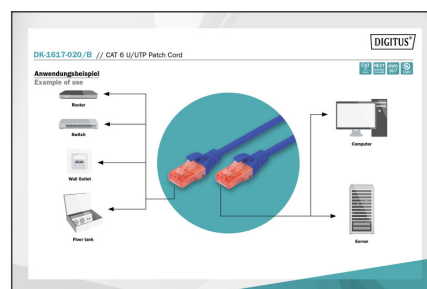 DIGITUS®
DK-1617-020/B // CAT 6 U/UTP Patch Cord
Anwendungsbeispiel
Example of use
Router
Switch
Wall Outlet
Floor tank
Computer
Server